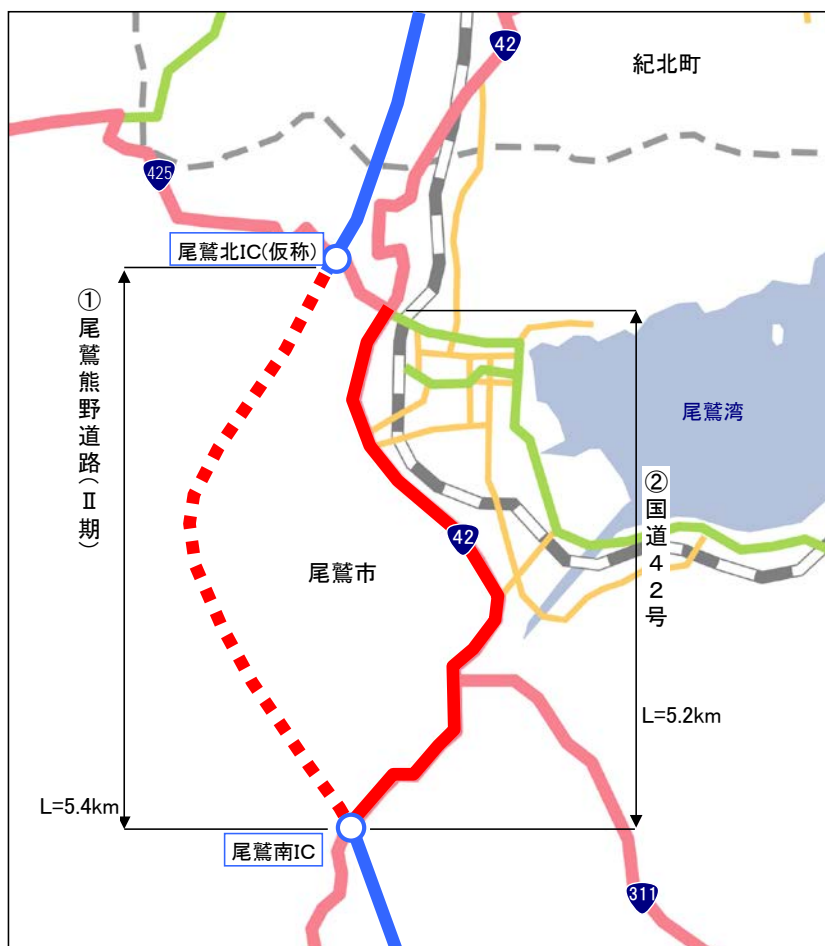 42
紀北町
425
尾鷲北IC(仮称)
①尾鷲熊野道路(Ⅱ期)
尾鷲湾
②国道42号
42
尾鷲市
L=5.2km
L=5.4km
尾鷲南IC
311